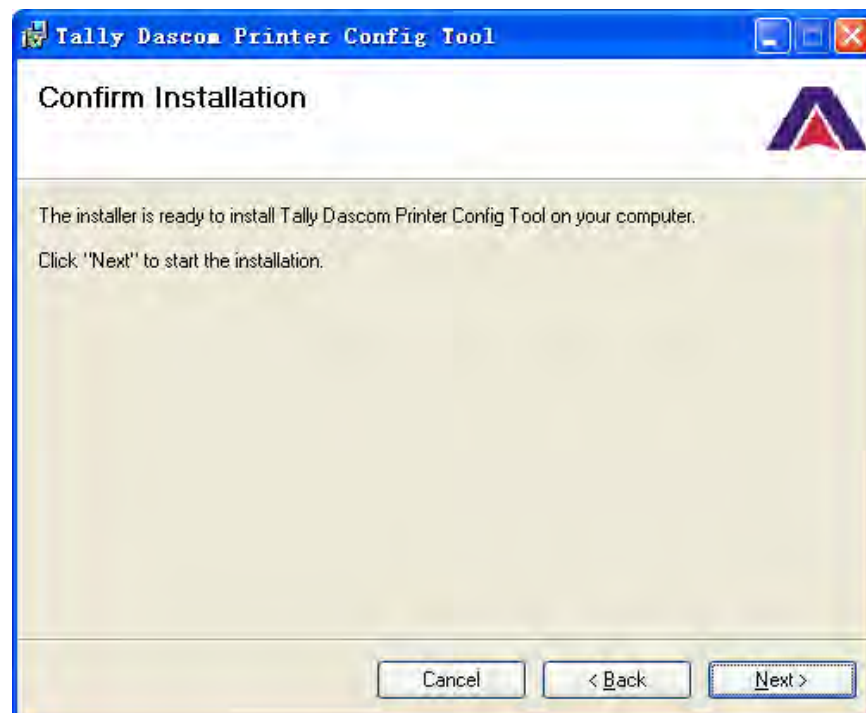 Tally Dascom Printer Config Tool
Confirm Installation
The installer is ready to install Tally Dascom Printer Config Tool on your computer.
Click "Next" to start the installation.
Cancel
< Back
Next >